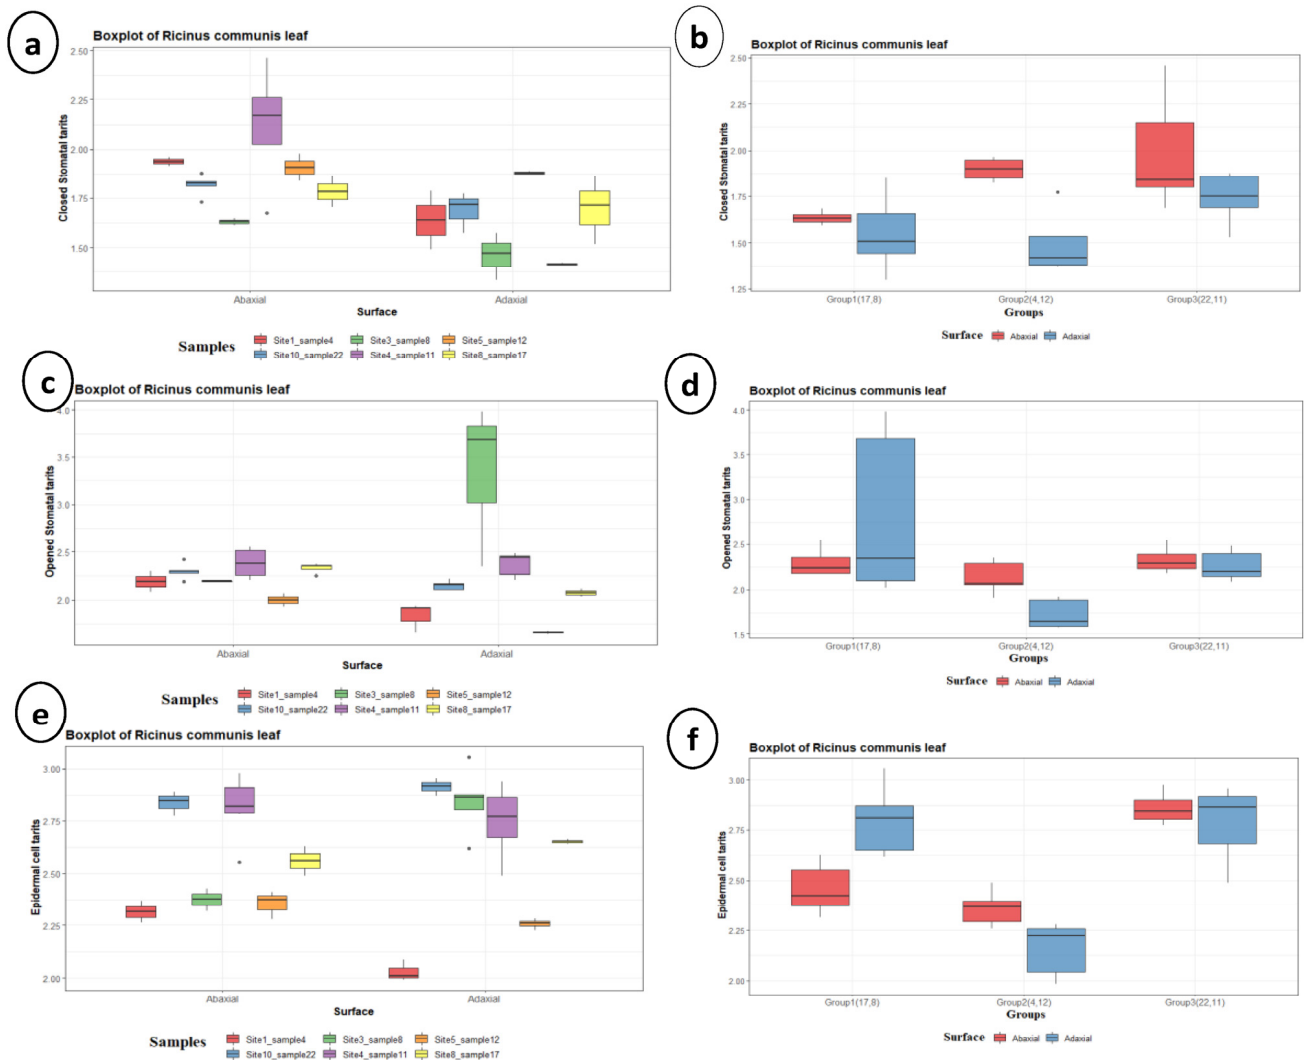 a
Boxplot of Ricinus communis leaf
Closed Stomatal tarits
2.50
2.25
2.00
1.75
1.50
Abaxial
Adaxial
Surface
Samples
Site1_sample4
Site3_sample8
Site5_sample12
Site10_sample22
Site4_sample11
Site8_sample17
b
Boxplot of Ricinus communis leaf
Closed Stomatal tarits
2.50
2.25
2.00
1.75
1.50
1.25
Group1(17,8)
Group2(4,12)
Group3(22,11)
Groups
Surface
Abaxial
Adaxial
c
Boxplot of Ricinus communis leaf
Opened Stomatal tarits
4.0
3.5
3.0
2.5
2.0
Abaxial
Adaxial
Surface
Samples
Site1_sample4
Site3_sample8
Site5_sample12
Site10_sample22
Site4_sample11
Site8_sample17
d
Boxplot of Ricinus communis leaf
Opened Stomatal tarits
4.0
3.5
3.0
2.5
2.0
1.5
Group1(17,8)
Group2(4,12)
Group3(22,11)
Groups
Surface
Abaxial
Adaxial
e
Boxplot of Ricinus communis leaf
Epidermal cell tarits
3.00
2.75
2.50
2.25
2.00
Abaxial
Adaxial
Surface
Samples
Site1_sample4
Site3_sample8
Site5_sample12
Site10_sample22
Site4_sample11
Site8_sample17
f
Boxplot of Ricinus communis leaf
Epidermal cell tarits
3.00
2.75
2.50
2.25
2.00
Group1(17,8)
Group2(4,12)
Group3(22,11)
Groups
Surface
Abaxial
Adaxial